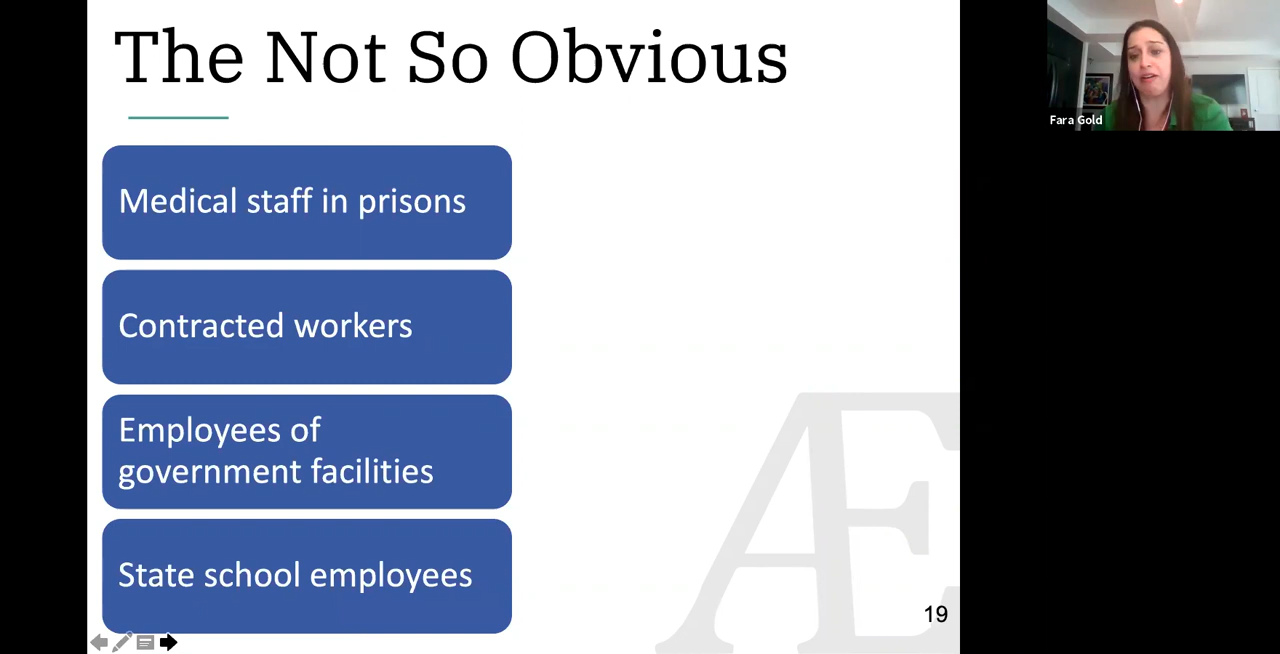 The Not So Obvious
Medical staff in prisons
Contracted workers
Employees of
government facilities
State school employees
Æ
19
Fara Gold